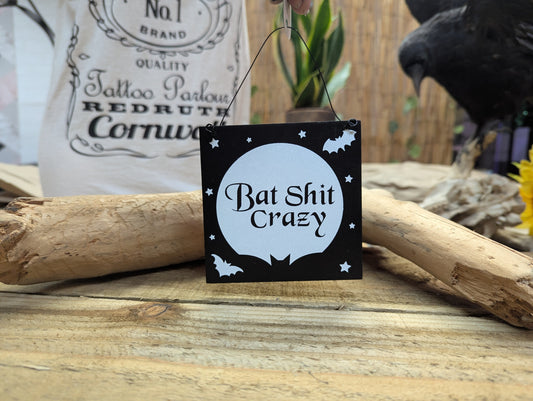 No.1
BRAND
QUALITY
Tattoo Parlour
REDRUTH
Bat Shit
Crazy